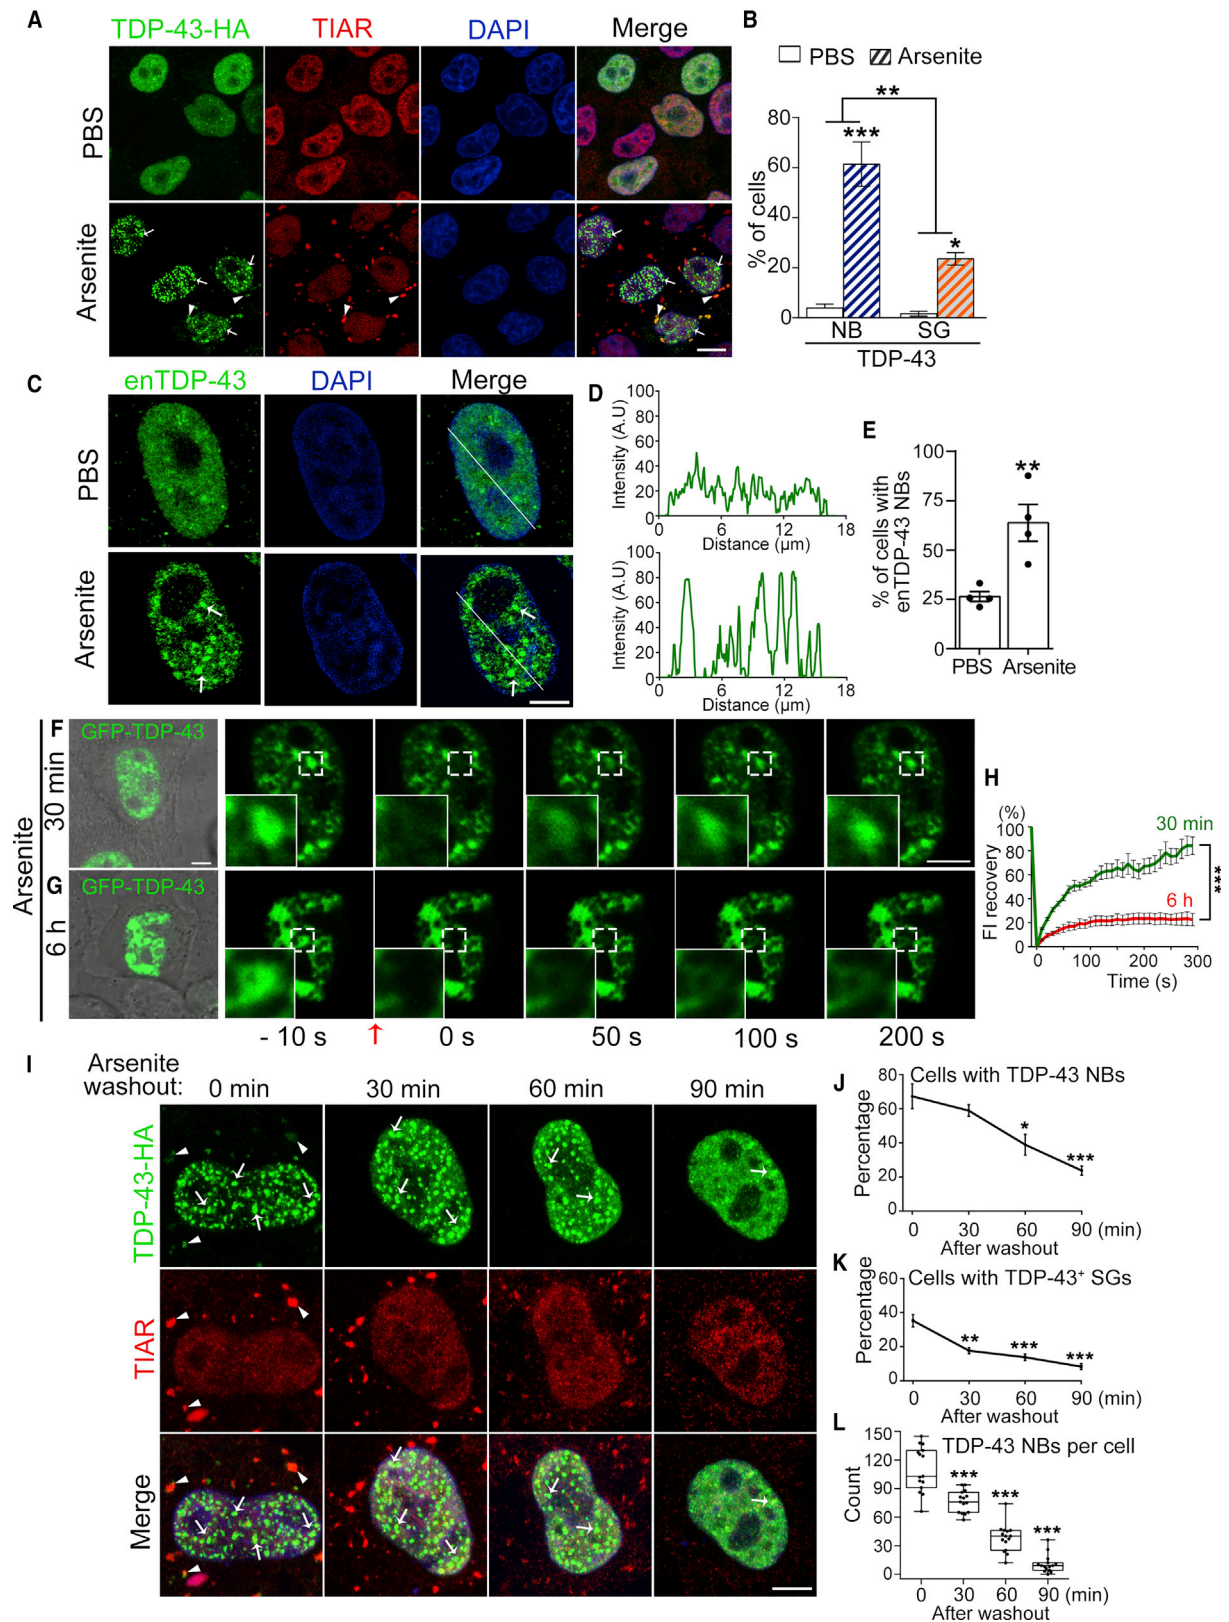 A
TDP-43-HA TIAR DAPI Merge
PBS
Arsenite
B
PBS Arsenite
**
***
*
% of cells
80
60
40
20
0
NB SG
TDP-43
C
enTDP-43 DAPI Merge
PBS
Arsenite
D
Intensity (A.U)
100
80
60
40
20
0
0 6 12 18
Distance (µm)
Intensity (A.U)
100
80
60
40
20
0
0 6 12 18
Distance (µm)
E
% of cells with
enTDP-43 NBs
100
75
50
25
0
**
PBS Arsenite
Arsenite
F
30 min
GFP-TDP-43
G
6 h
GFP-TDP-43
- 10 s 0 s 50 s 100 s 200 s
H
(%)
FI recovery
100
80
60
40
20
0
30 min
6 h
***
0 100 200 300
Time (s)
I
Arsenite
washout: 0 min 30 min 60 min 90 min
TDP-43-HA
TIAR
Merge
J
Cells with TDP-43 NBs
Percentage
80
60
40
20
0
*
***
0 30 60 90 (min)
After washout
K
Cells with TDP-43⁺ SGs
Percentage
60
40
20
0
**
***
***
0 30 60 90 (min)
After washout
L
TDP-43 NBs per cell
Count
150
120
90
60
30
0
***
***
***
0 30 60 90 (min)
After washout